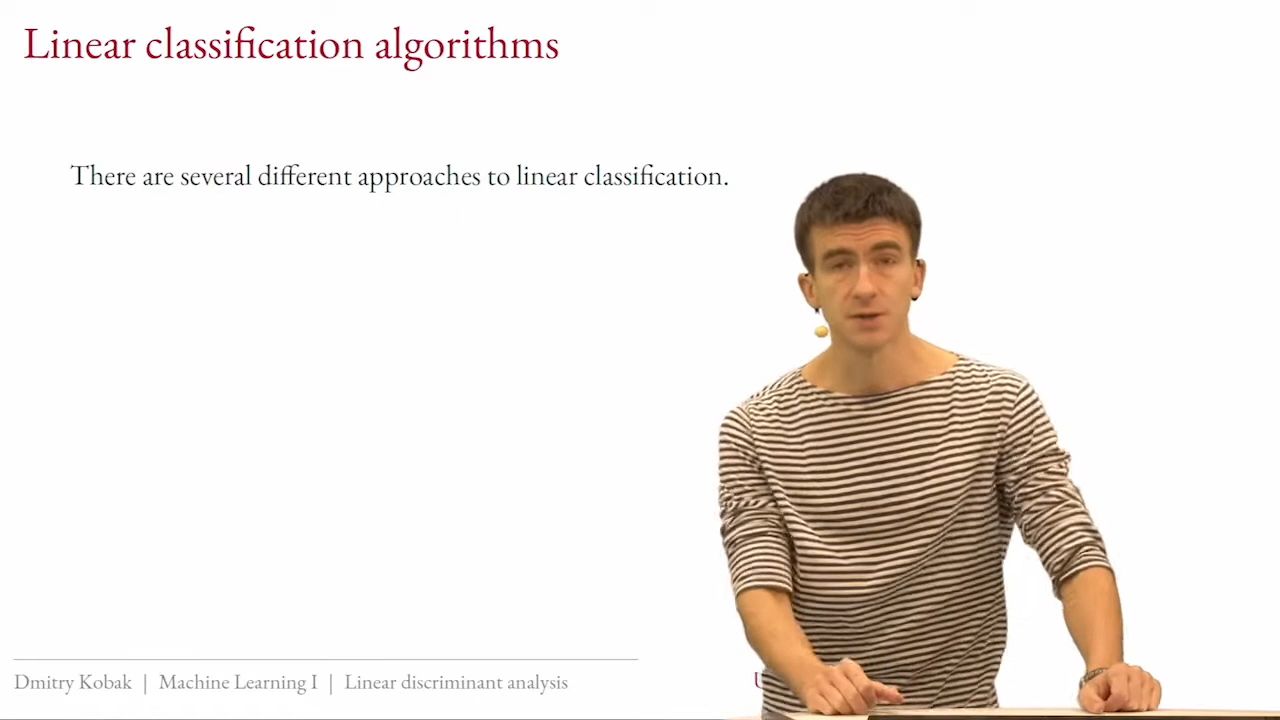 Linear classification algorithms
There are several different approaches to linear classification.
Dmitry Kobak | Machine Learning I | Linear discriminant analysis